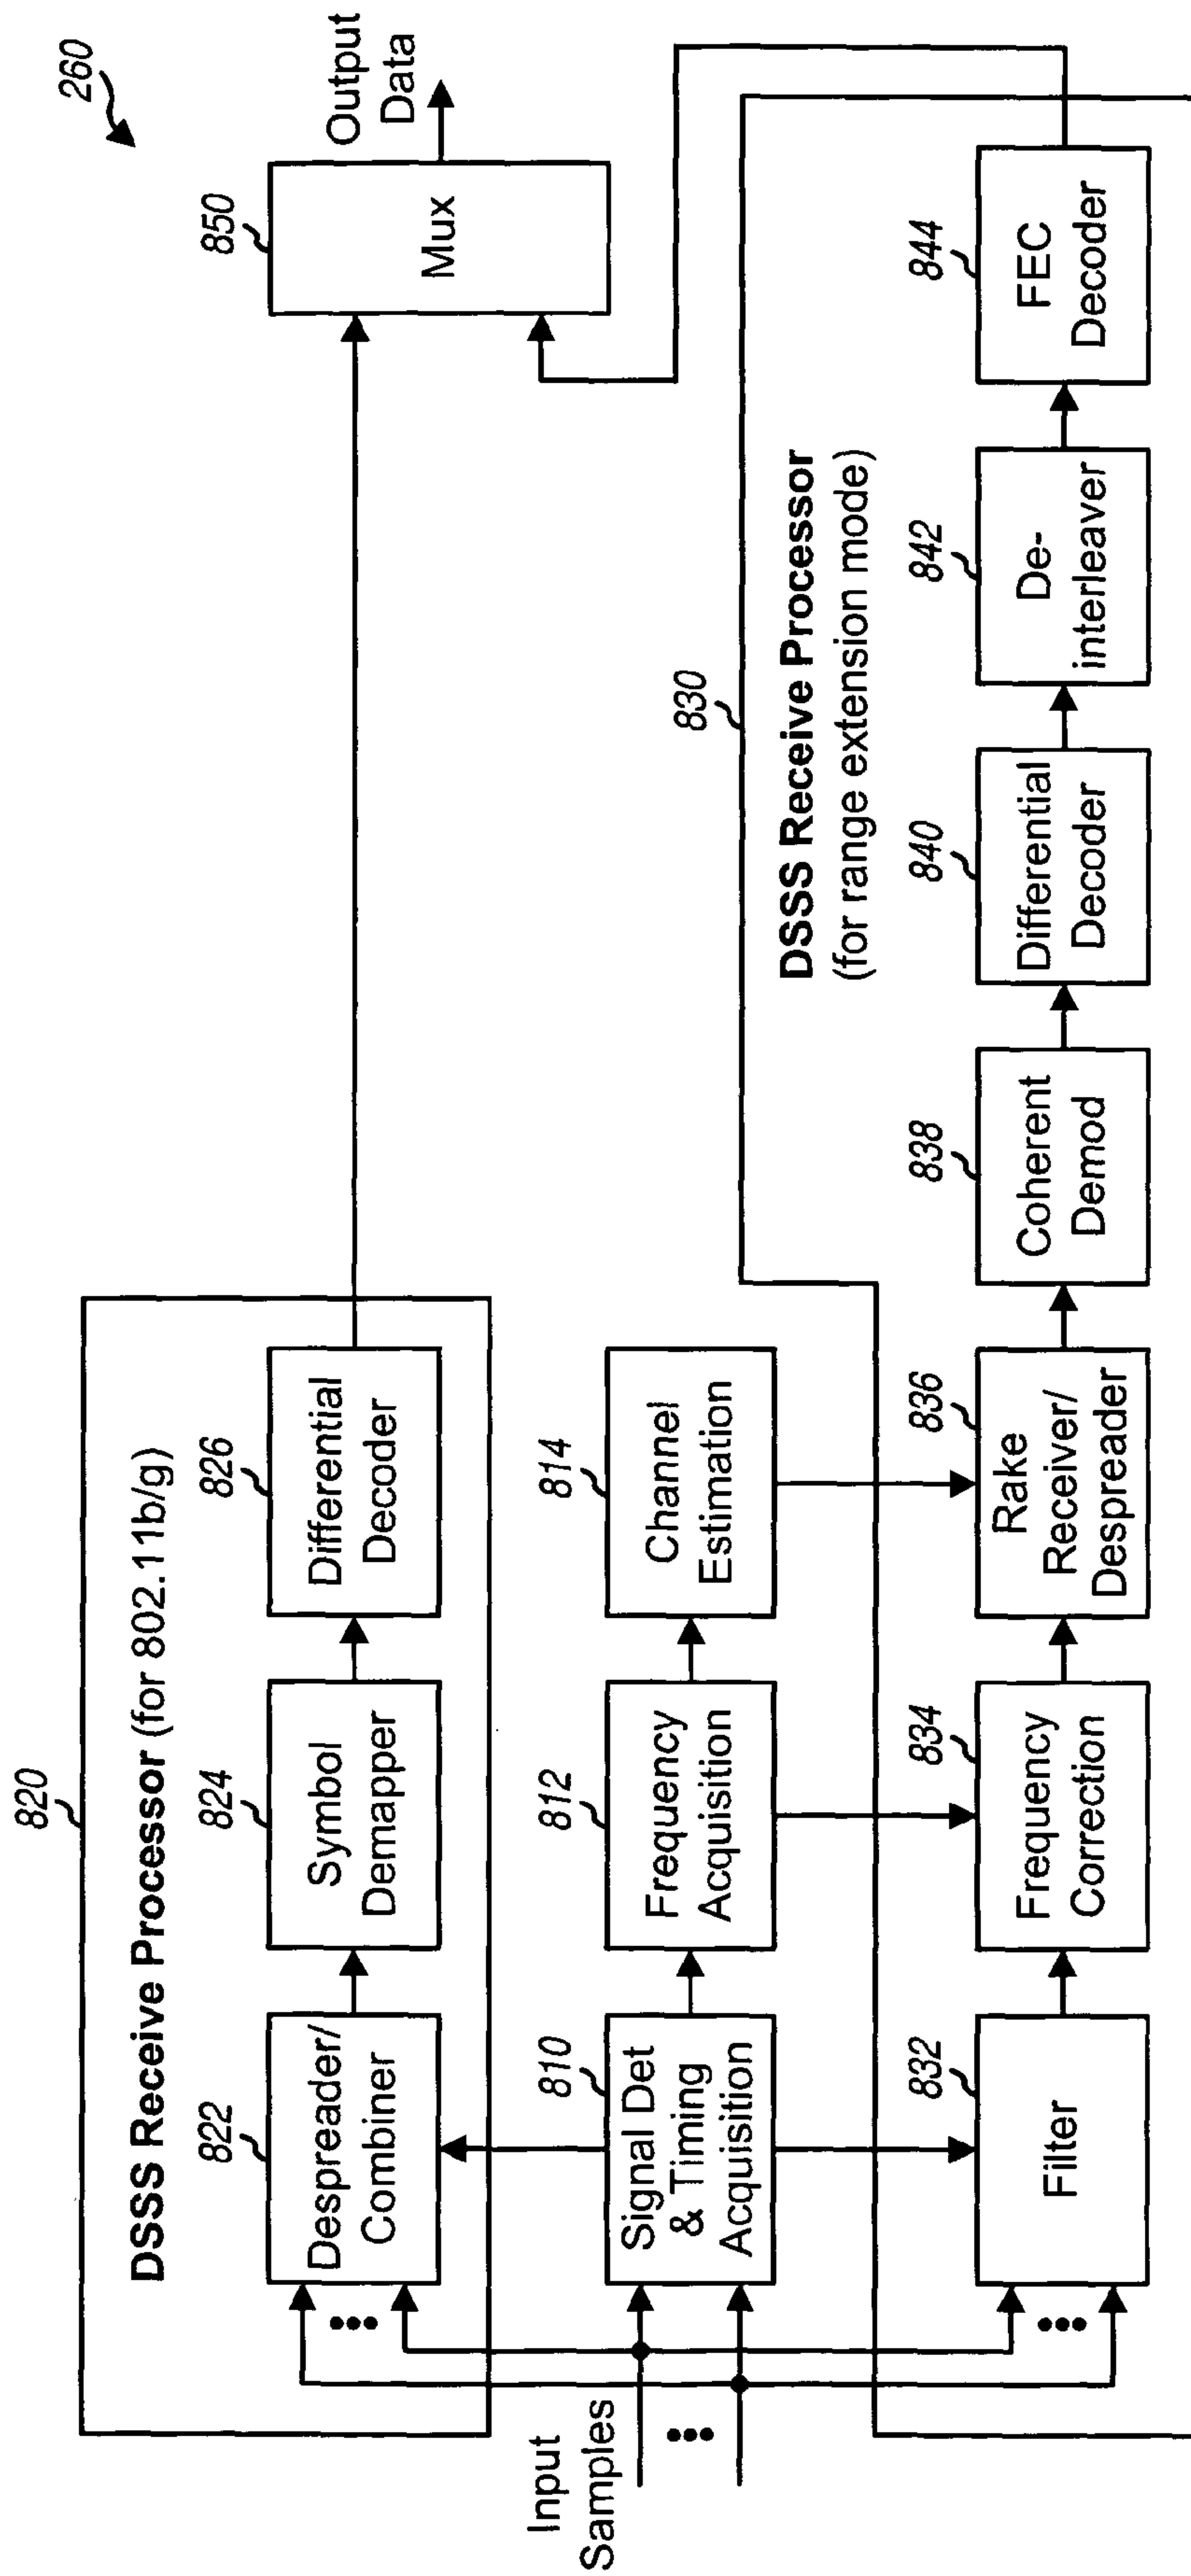 260
820
DSSS Receive Processor (for 802.11b/g)
822
Despreader/
Combiner
824
Symbol
Demapper
826
Differential
Decoder
850
Mux
Output
Data
Input
Samples
810
Signal Det
& Timing
Acquisition
812
Frequency
Acquisition
814
Channel
Estimation
830
DSSS Receive Processor
(for range extension mode)
832
Filter
834
Frequency
Correction
836
Rake
Receiver/
Despreader
838
Coherent
Demod
840
Differential
Decoder
842
De-
interleaver
844
FEC
Decoder